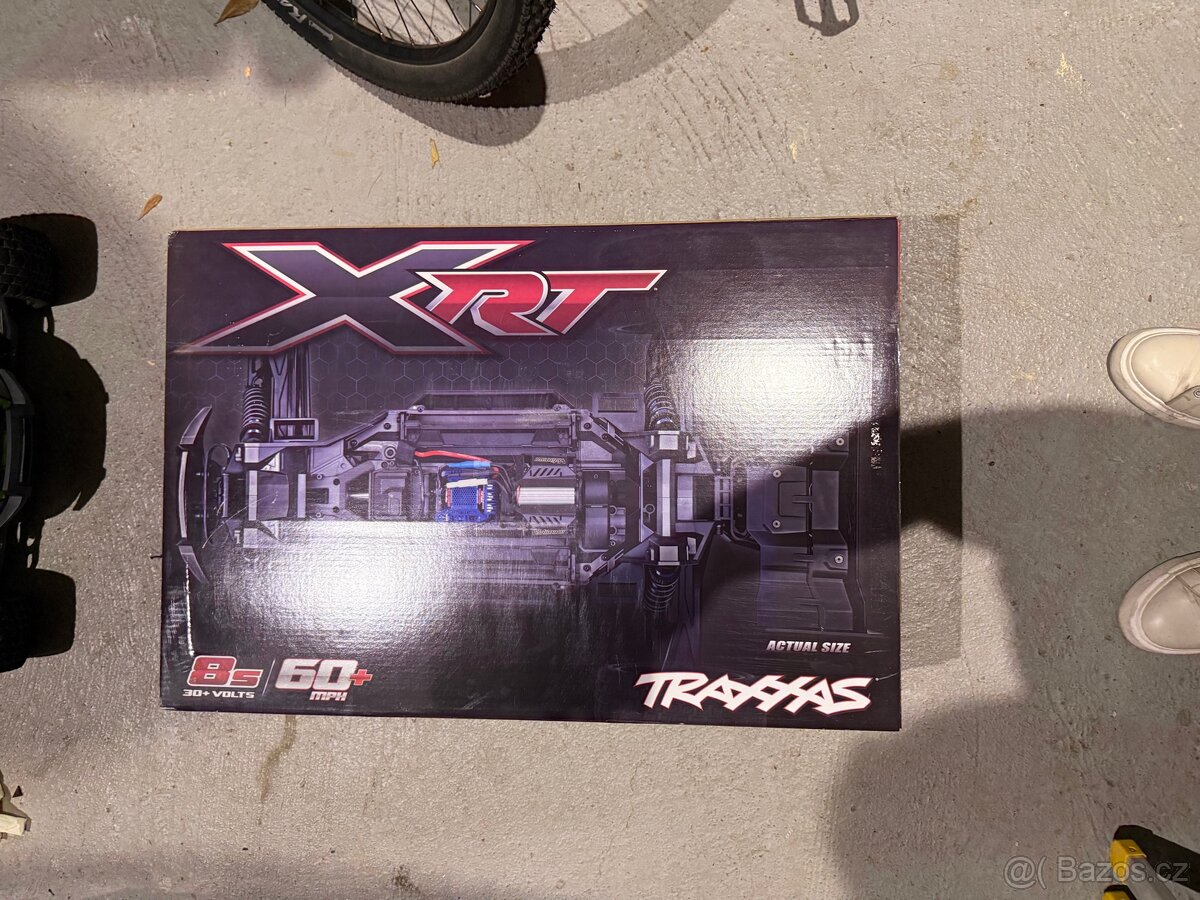 XRT
ACTUAL SIZE
8s
30+ VOLTS
60+
MPH
TRAXXAS
@( Bazos.cz